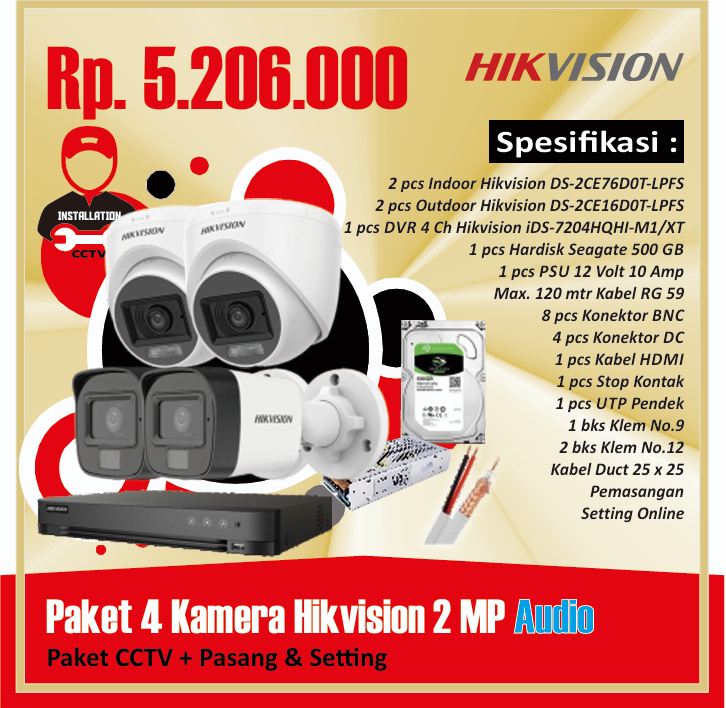 Rp. 5.206.000
HIKVISION
Spesifikasi :
2 pcs Indoor Hikvision DS-2CE76D0T-LPFS
2 pcs Outdoor Hikvision DS-2CE16D0T-LPFS
1 pcs DVR 4 Ch Hikvision iDS-7204HQHI-M1/XT
1 pcs Hardisk Seagate 500 GB
1 pcs PSU 12 Volt 10 Amp
Max. 120 mtr Kabel RG 59
8 pcs Konektor BNC
4 pcs Konektor DC
1 pcs Kabel HDMI
1 pcs Stop Kontak
1 pcs UTP Pendek
1 bks Klem No.9
2 bks Klem No.12
Kabel Duct 25 x 25
Pemasangan
Setting Online
INSTALLATION
CCTV
HIKVISION
HIKVISION
HIKVISION
HIKVISION
500GB
Paket 4 Kamera Hikvision 2 MP Audio
Paket CCTV + Pasang & Setting